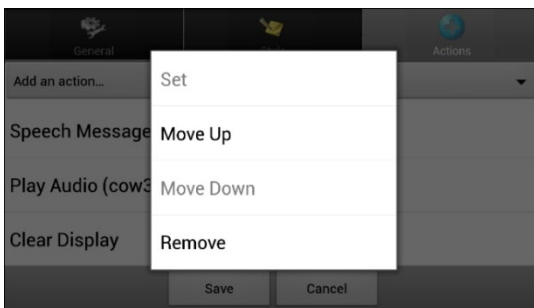 General
Actions
Add an action...
Set
Speech Message
Move Up
Play Audio (cow3
Move Down
Clear Display
Remove
Save
Cancel